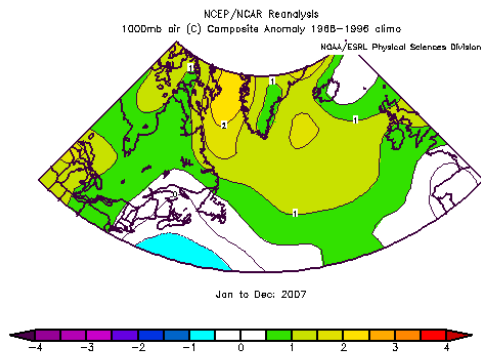 NCEP/NCAR Reanalysis
1000mb air (C) Composite Anomaly 1968-1996 climo
NOAA/ESRL Physical Sciences Division
1
1
1
2
1
Jan to Dec: 2007
-4 -3 -2 -1 0 0 1 2 3 4